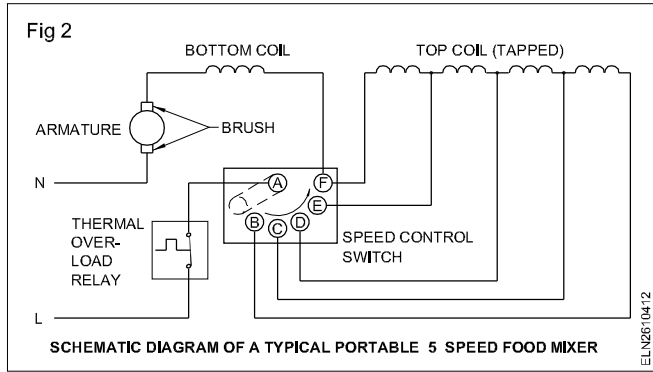 Fig 2
BOTTOM COIL
TOP COIL (TAPPED)
ARMATURE
BRUSH
N
A
F
E
B
C
D
THERMAL
OVER-
LOAD
RELAY
SPEED CONTROL
SWITCH
L
SCHEMATIC DIAGRAM OF A TYPICAL PORTABLE 5 SPEED FOOD MIXER
ELN2610412